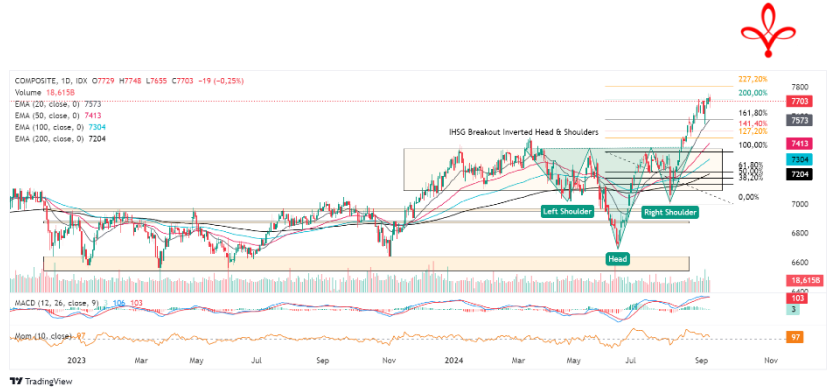 COMPOSITE, 1D, IDX O7729 H7748 L7655 C7703 −19 (−0,25%)
Volume 18,615B
EMA (20, close, 0) 7573
EMA (50, close, 0) 7413
EMA (100, close, 0) 7304
EMA (200, close, 0) 7204
IHSG Breakout Inverted Head & Shoulders
227,20%
200,00%
161,80%
141,40%
127,20%
100,00%
61,80%
50,00%
38,20%
0,00%
7800
7703
7573
7413
7304
7204
7000
6800
6600
6400
18,615B
Left Shoulder
Right Shoulder
Head
MACD (12, 26, close, 9) 3 106 103
103
3
Mom (10, close) 97
97
2023
Mar
May
Jul
Sep
Nov
2024
Mar
May
Jul
Sep
Nov
TradingView